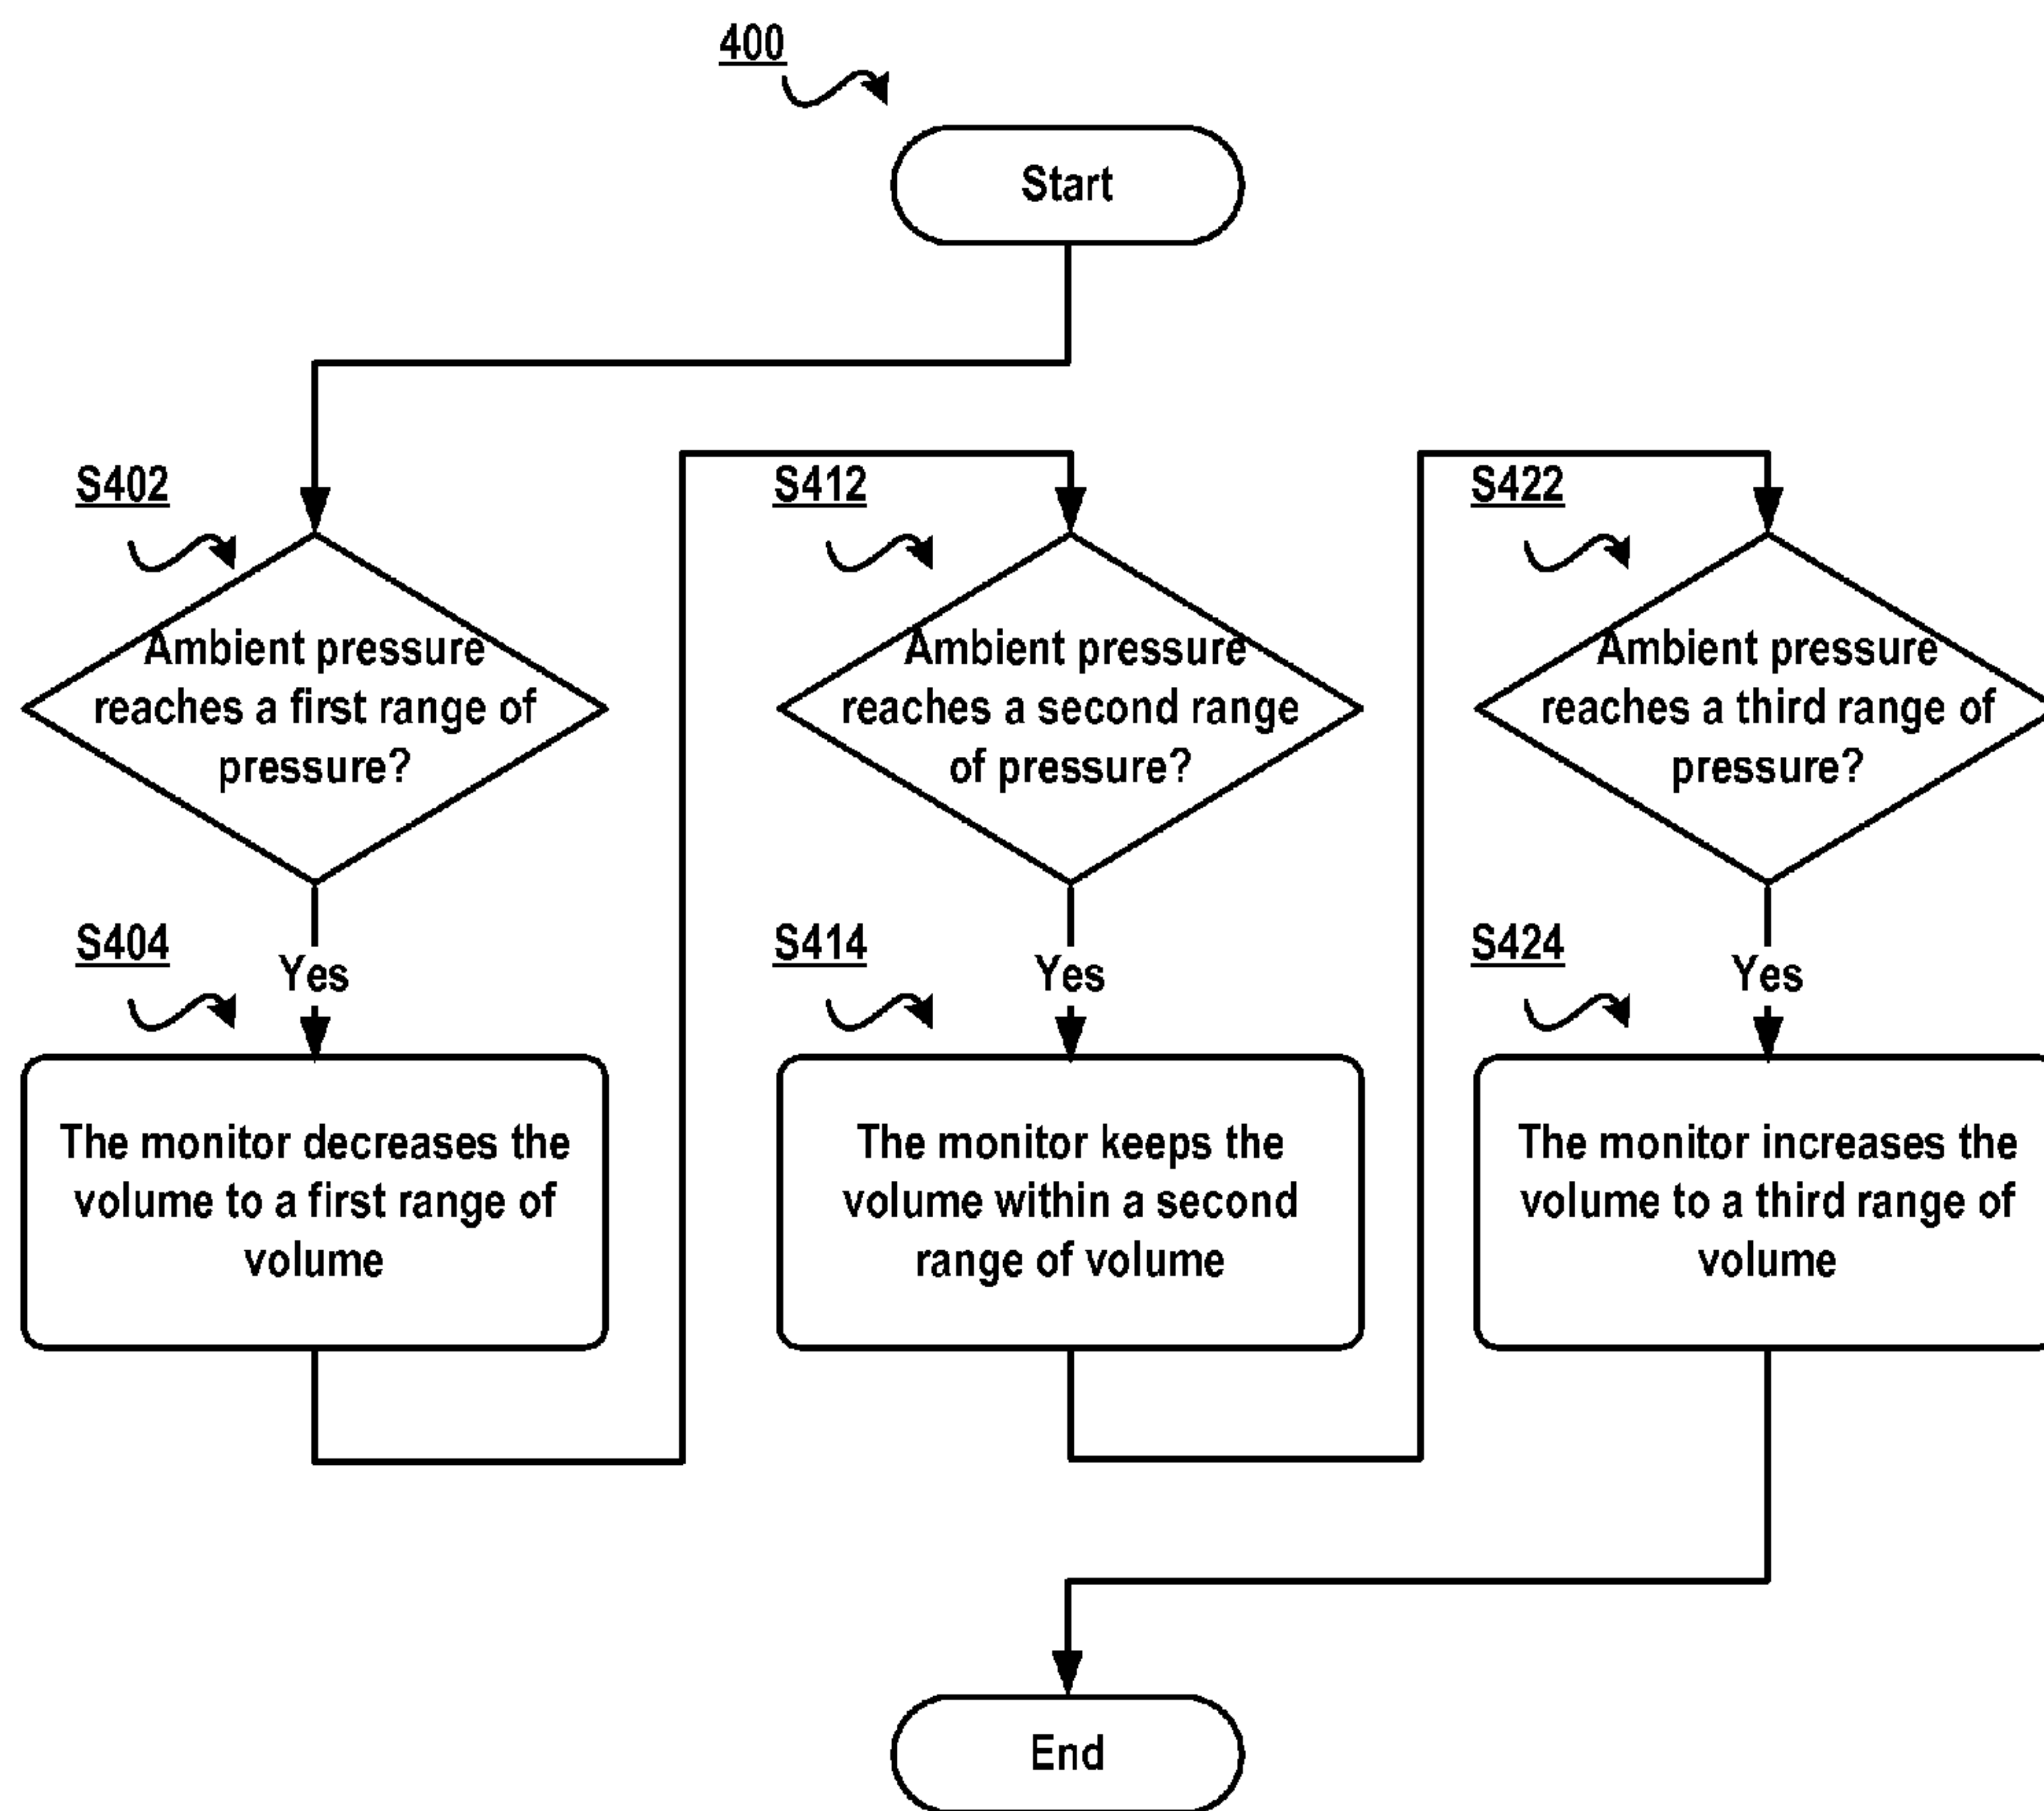 400
Start
S402
Ambient pressure
reaches a first range of
pressure?
Yes
S404
The monitor decreases the
volume to a first range of
volume
S412
Ambient pressure
reaches a second range
of pressure?
Yes
S414
The monitor keeps the
volume within a second
range of volume
S422
Ambient pressure
reaches a third range of
pressure?
Yes
S424
The monitor increases the
volume to a third range of
volume
End